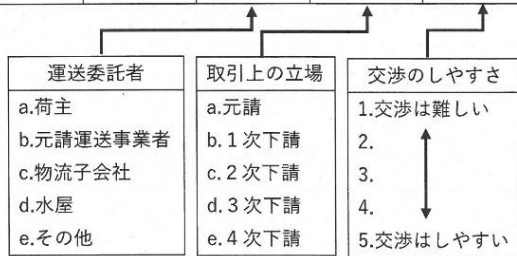 運送委託者
a.荷主
b.元請運送事業者
c.物流子会社
d.水屋
e.その他
取引上の立場
a.元請
b.1次下請
c.2次下請
d.3次下請
e.4次下請
交渉のしやすさ
1.交渉は難しい
2.
3.
4.
5.交渉はしやすい